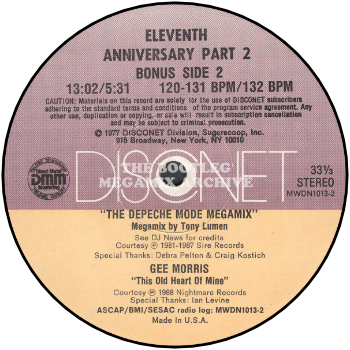 ELEVENTH
ANNIVERSARY PART 2
BONUS SIDE 2
13:02/5:31 120-131 BPM/132 BPM
CAUTION: Materials on this record are solely for the use of DISCONET subscribers
adhering to the standard terms and conditions of the program service agreement. Any
other use, duplication or copying, or sale will result in subscription cancellation
and may be subject to criminal prosecution.
© 1977 DISCONET Division, Sugarscoop, Inc.
915 Broadway, New York, NY 10010
DISCONET
THE BOOTLEG
MEGAMIX ARCHIVE
DMM
33⅓
STEREO
MWDN1013-2
"THE DEPECHE MODE MEGAMIX"
Megamix by Tony Lumen
See DJ News for credits
Courtesy ℗ 1981-1987 Sire Records
Special Thanks: Debra Pelton & Craig Kostich
GEE MORRIS
"This Old Heart Of Mine"
Courtesy ℗ 1988 Nightmare Records
Special Thanks: Ian Levine
ASCAP/BMI/SESAC radio log: MWDN1013-2
Made in U.S.A.